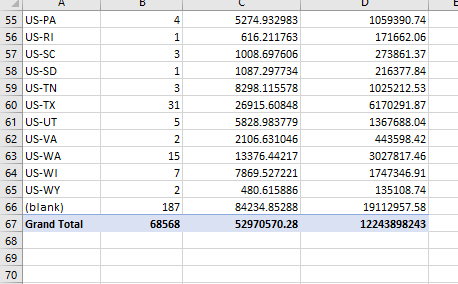 A B C D E
55 US-PA 4 5274.932983 1059390.74
56 US-RI 1 616.211763 171662.06
57 US-SC 3 1008.697606 273861.37
58 US-SD 1 1087.297734 216377.84
59 US-TN 3 8298.115578 1025212.53
60 US-TX 31 26915.60848 6170291.87
61 US-UT 5 5828.983779 1367688.04
62 US-VA 2 2106.631046 443598.42
63 US-WA 15 13376.44217 3027817.46
64 US-WI 7 7869.527221 1747346.91
65 US-WY 2 480.615886 135108.74
66 (blank) 187 84234.85288 19112957.58
67 Grand Total 68568 52970570.28 12243898243
68
69
70